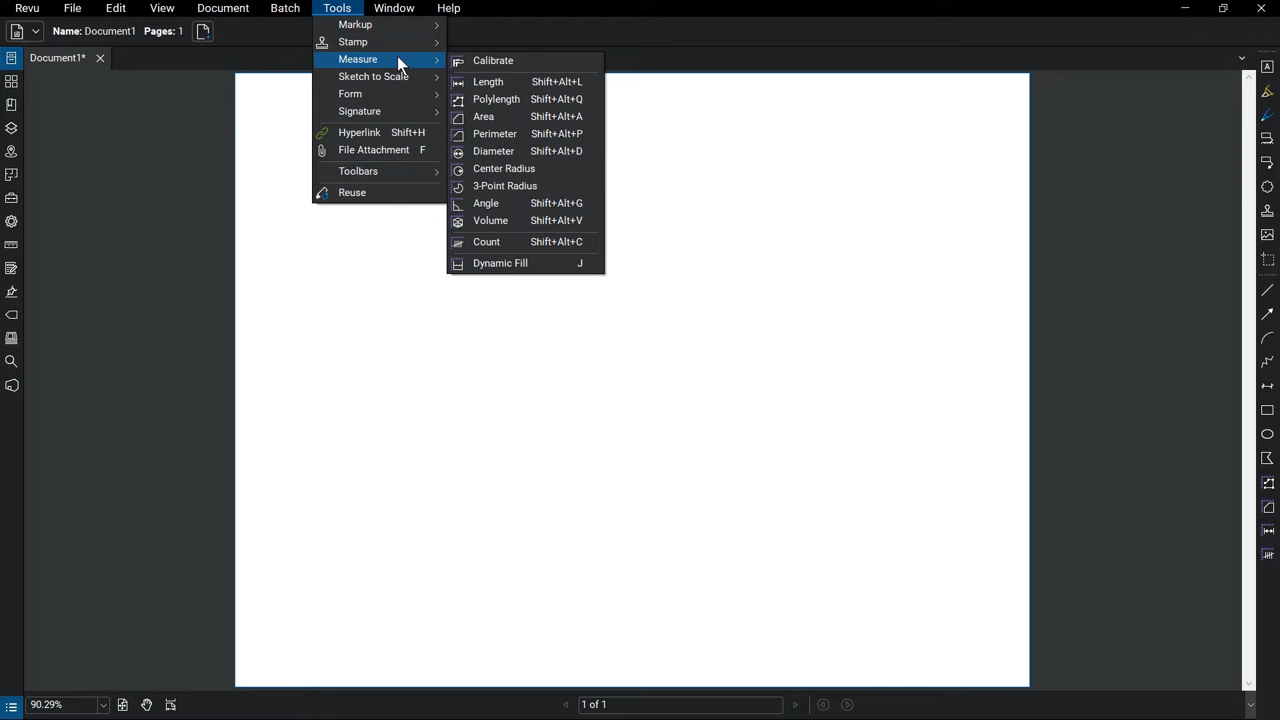 Revu File Edit View Document Batch Tools Window Help
Name: Document1 Pages: 1
Document1*
Markup
Stamp
Measure
Sketch to Scale
Form
Signature
Hyperlink Shift+H
File Attachment F
Toolbars
Reuse
Calibrate
Length Shift+Alt+L
Polylength Shift+Alt+Q
Area Shift+Alt+A
Perimeter Shift+Alt+P
Diameter Shift+Alt+D
Center Radius
3-Point Radius
Angle Shift+Alt+G
Volume Shift+Alt+V
Count Shift+Alt+C
Dynamic Fill J
90.29%
1 of 1